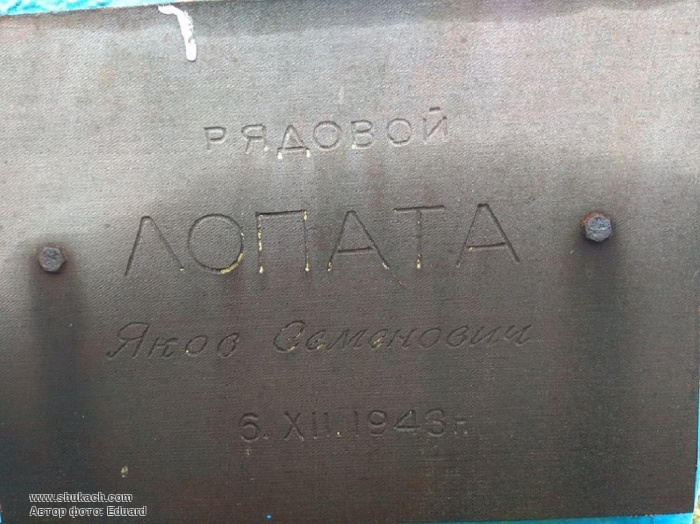 РЯДОВОЙ
ЛОПАТА
Яков Семенович
6. XII. 1943 г.
www.shukach.com
Автор фото: Eduard